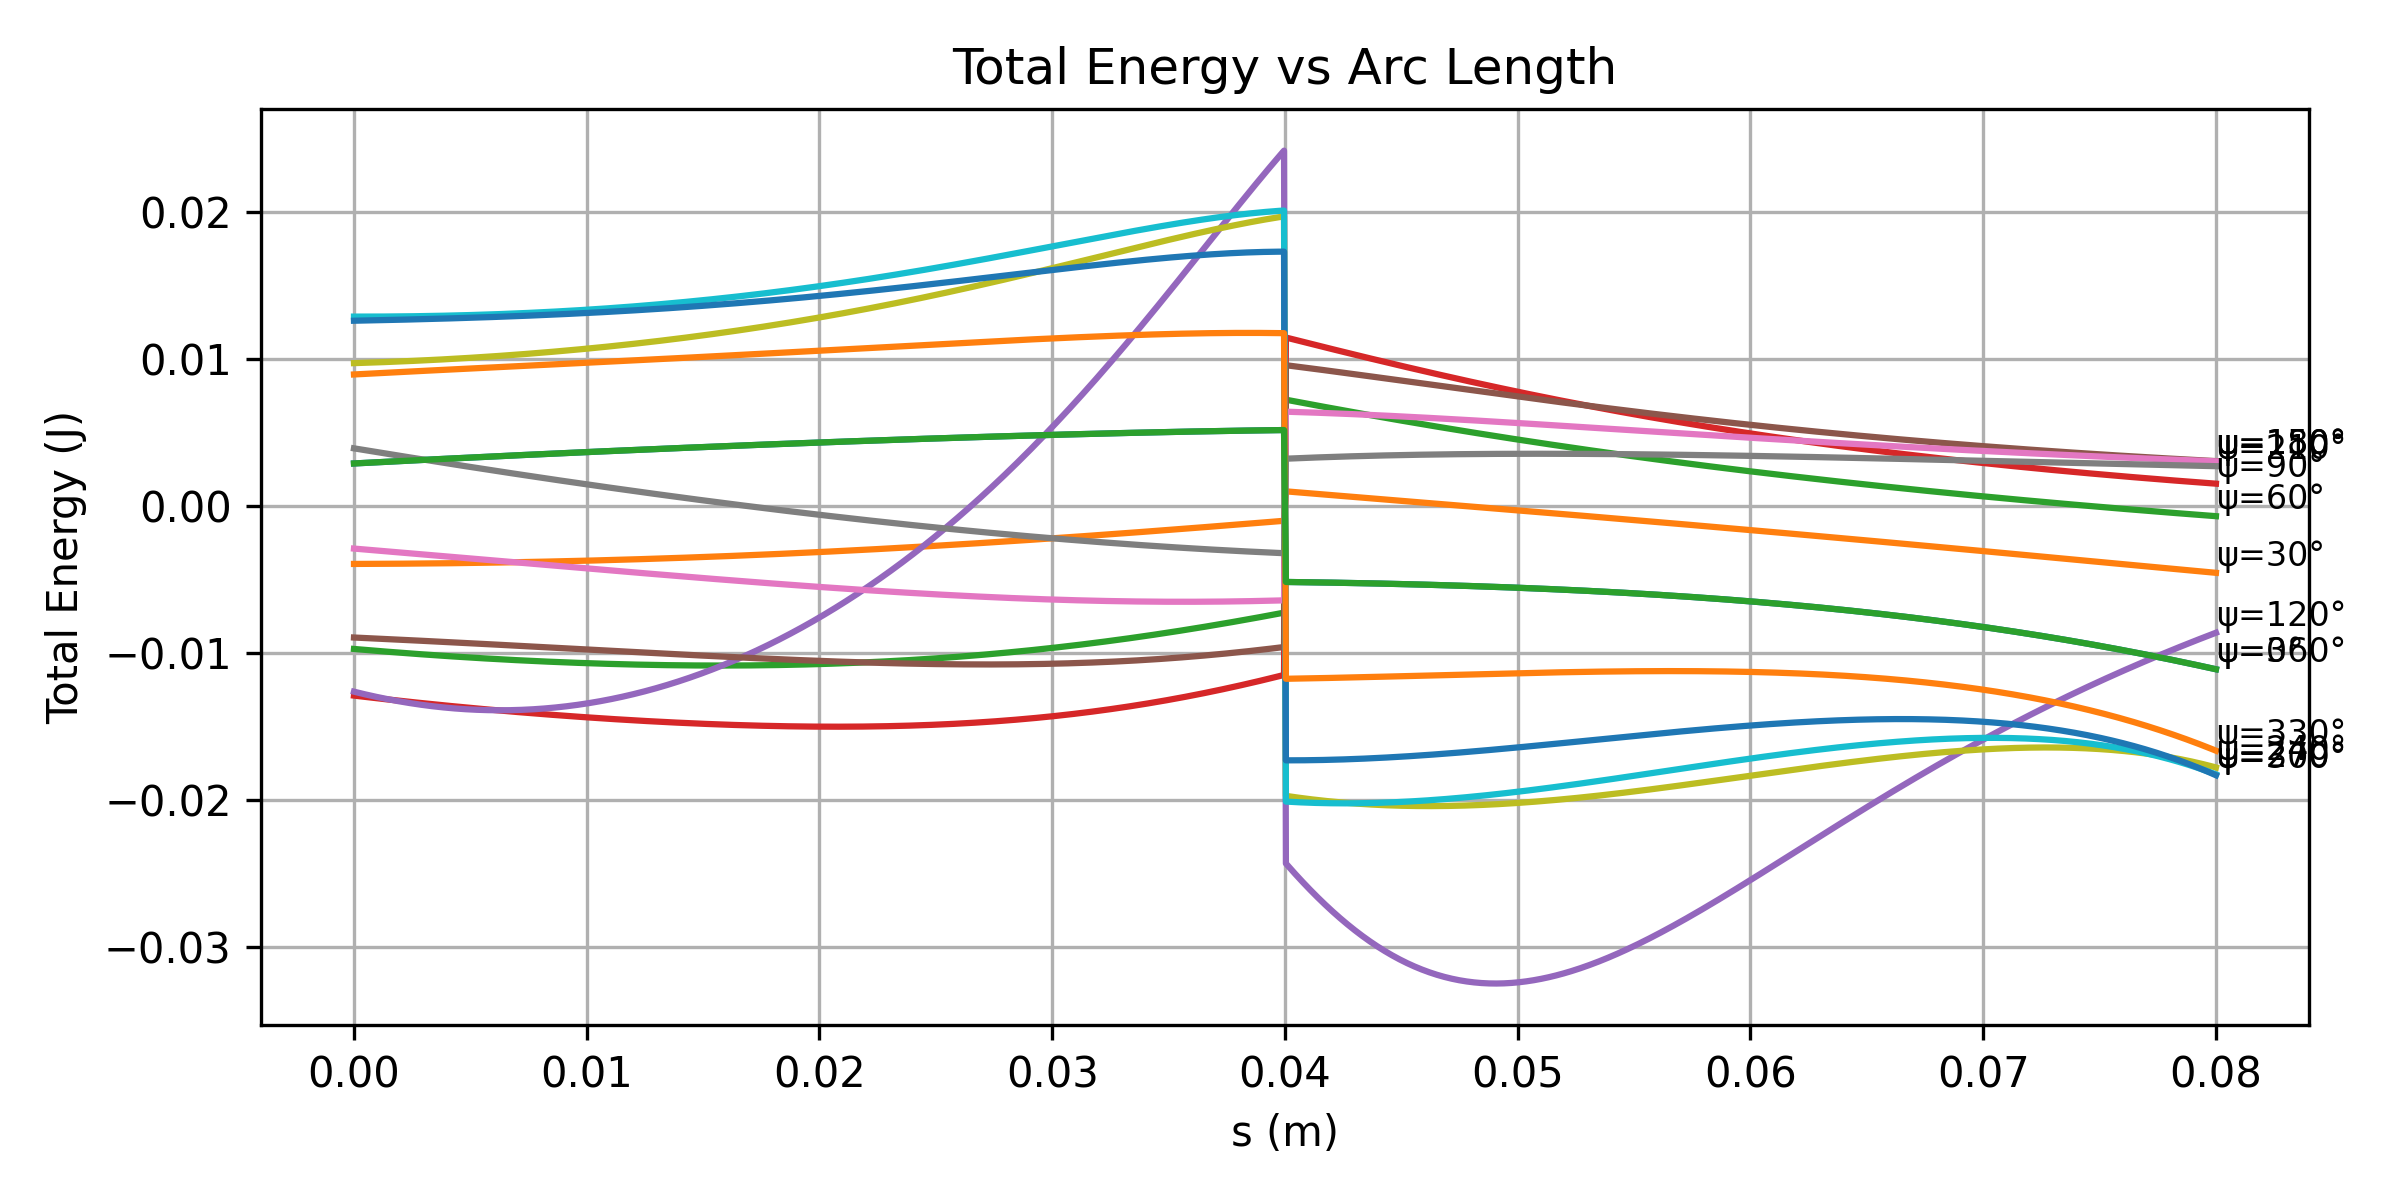 Total Energy vs Arc Length
Total Energy (J)
0.02
0.01
0.00
−0.01
−0.02
−0.03
ψ=90°
ψ=60°
ψ=30°
ψ=120°
ψ=330°
0.00 0.01 0.02 0.03 0.04 0.05 0.06 0.07 0.08
s (m)